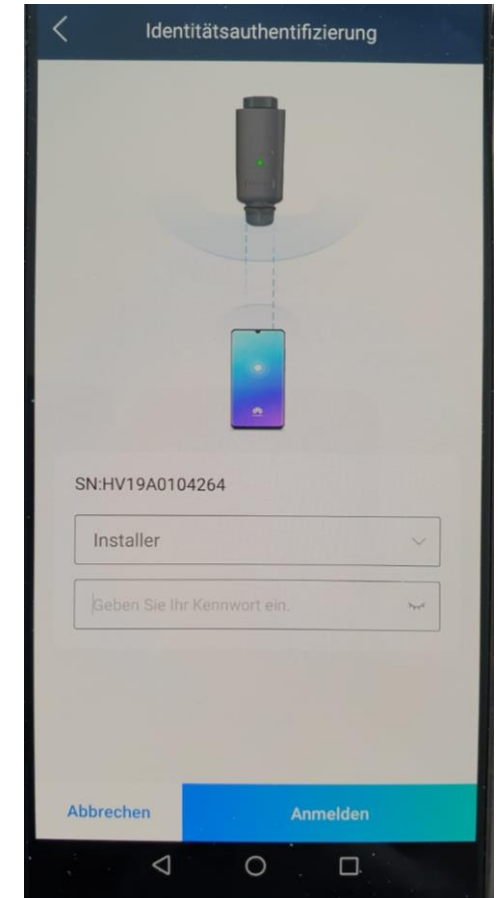 Identitätsauthentifizierung
SN:HV19A0104264
Installer
Geben Sie Ihr Kennwort ein.
Abbrechen
Anmelden